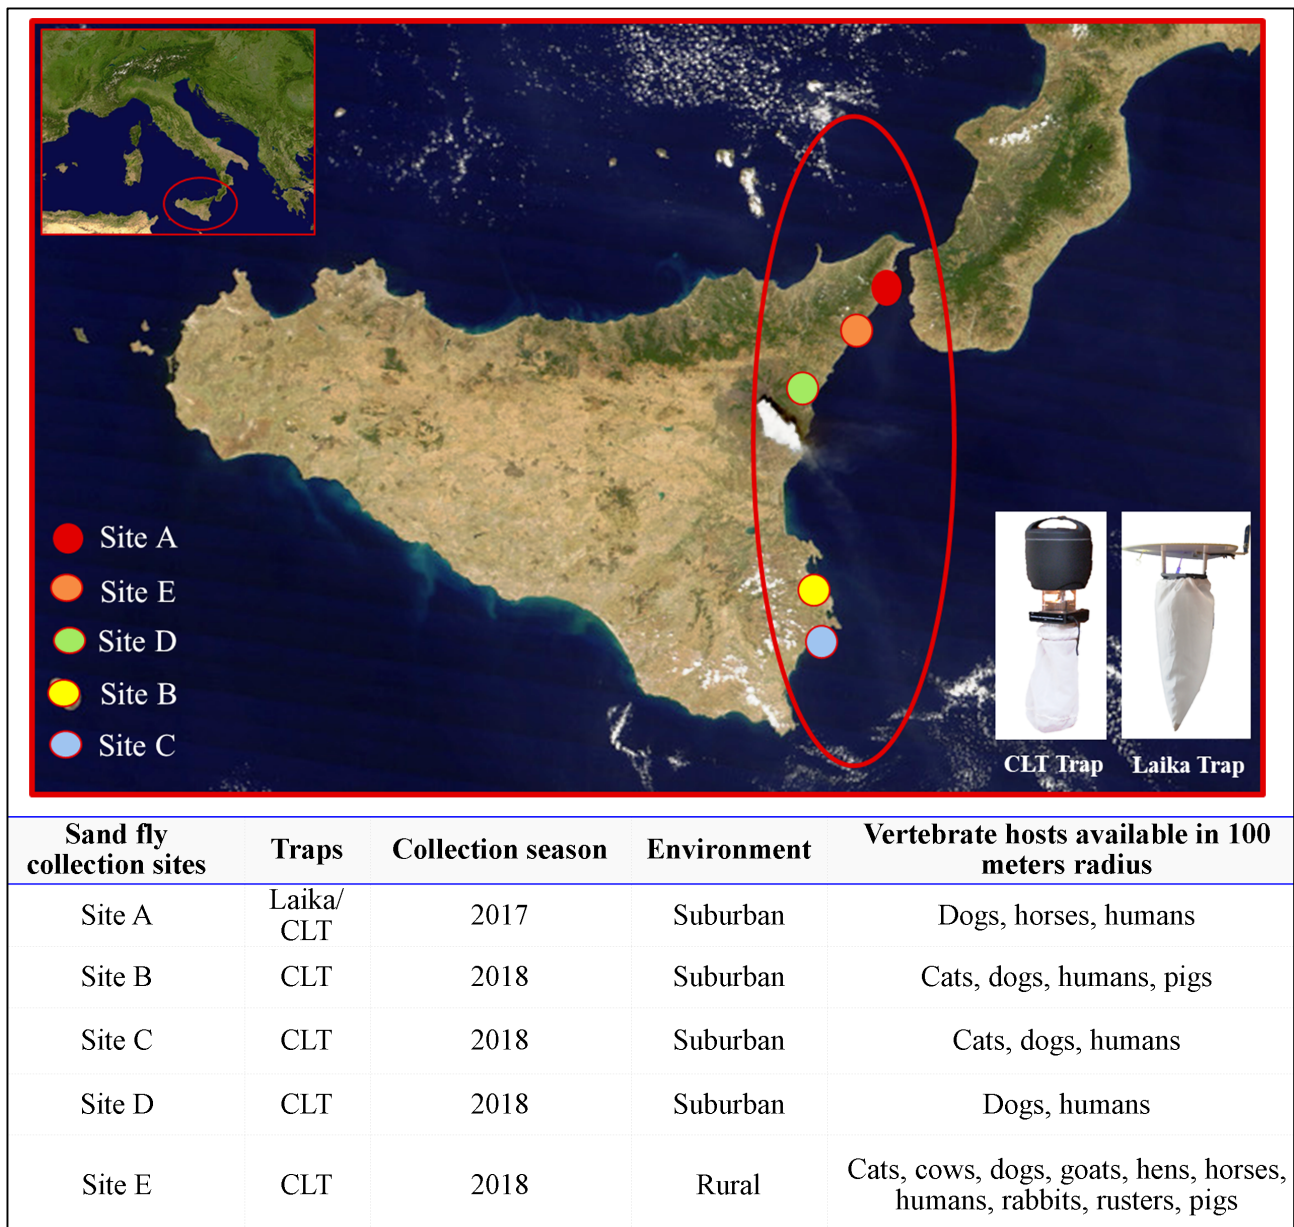 Site A
Site E
Site D
Site B
Site C
CLT Trap
Laika Trap
Sand fly
collection sites
Traps
Collection season
Environment
Vertebrate hosts available in 100
meters radius
Site A
Laika/
CLT
2017
Suburban
Dogs, horses, humans
Site B
CLT
2018
Suburban
Cats, dogs, humans, pigs
Site C
CLT
2018
Suburban
Cats, dogs, humans
Site D
CLT
2018
Suburban
Dogs, humans
Site E
CLT
2018
Rural
Cats, cows, dogs, goats, hens, horses,
humans, rabbits, rusters, pigs